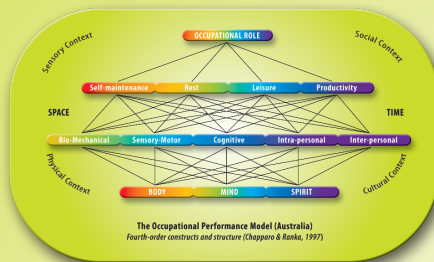 Sensory Context
OCCUPATIONAL ROLE
Social Context
Self-maintenance Rest Leisure Productivity
SPACE
TIME
Bio-Mechanical Sensory-Motor Cognitive Intra-personal Inter-personal
Physical Context
BODY MIND SPIRIT
Cultural Context
The Occupational Performance Model (Australia)
Fourth-order constructs and structure (Chapparo & Ranka, 1997)